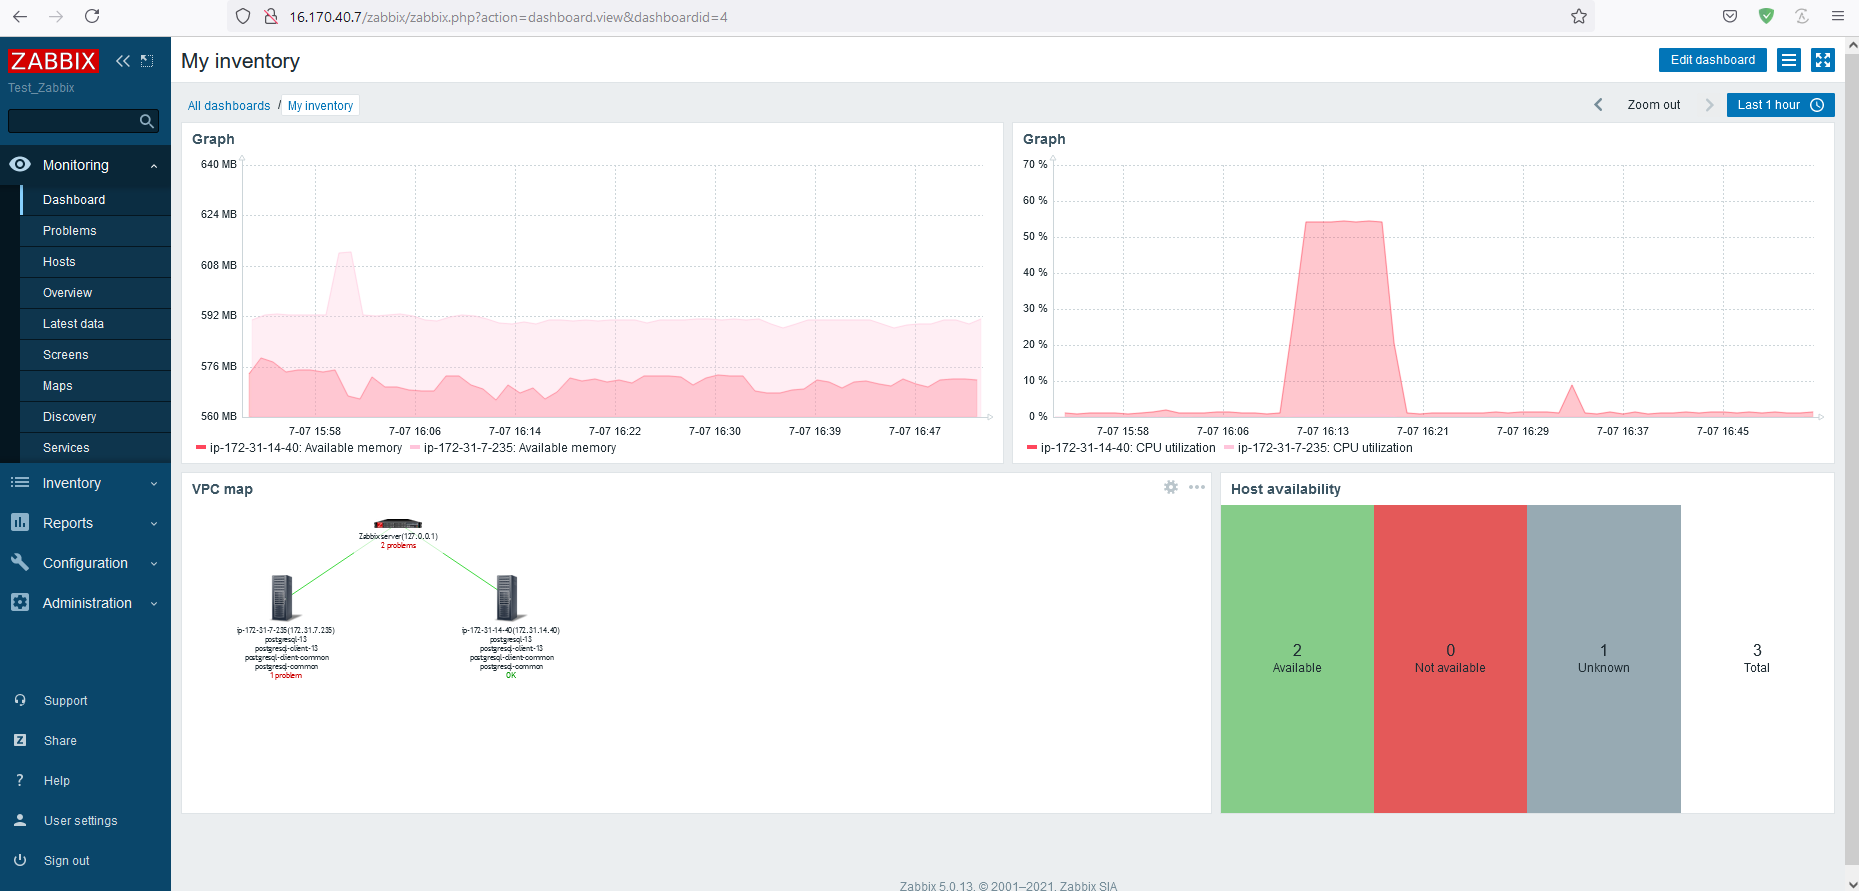 16.170.40.7/zabbix/zabbix.php?action=dashboard.view&dashboardid=4
ZABBIX
Test_Zabbix
Monitoring
Dashboard
Problems
Hosts
Overview
Latest data
Screens
Maps
Discovery
Services
Inventory
Reports
Configuration
Administration
Support
Z Share
? Help
User settings
Sign out
My inventory
Edit dashboard
All dashboards / My inventory
Zoom out
Last 1 hour
Graph
640 MB
624 MB
608 MB
592 MB
576 MB
560 MB
7-07 15:58 7-07 16:06 7-07 16:14 7-07 16:22 7-07 16:30 7-07 16:39 7-07 16:47
ip-172-31-14-40: Available memory ip-172-31-7-235: Available memory
Graph
70 %
60 %
50 %
40 %
30 %
20 %
10 %
0 %
7-07 15:58 7-07 16:06 7-07 16:13 7-07 16:21 7-07 16:29 7-07 16:37 7-07 16:45
ip-172-31-14-40: CPU utilization ip-172-31-7-235: CPU utilization
VPC map
Zabbix server(127.0.0.1)
2 problems
ip-172-31-7-235(172.31.7.235)
postgresql-13
postgresql-client-13
postgresql-client-common
postgresql-common
1 problem
ip-172-31-14-40(172.31.14.40)
postgresql-13
postgresql-client-13
postgresql-client-common
postgresql-common
OK
Host availability
2
Available
0
Not available
1
Unknown
3
Total
Zabbix 5.0.13. © 2001–2021, Zabbix SIA